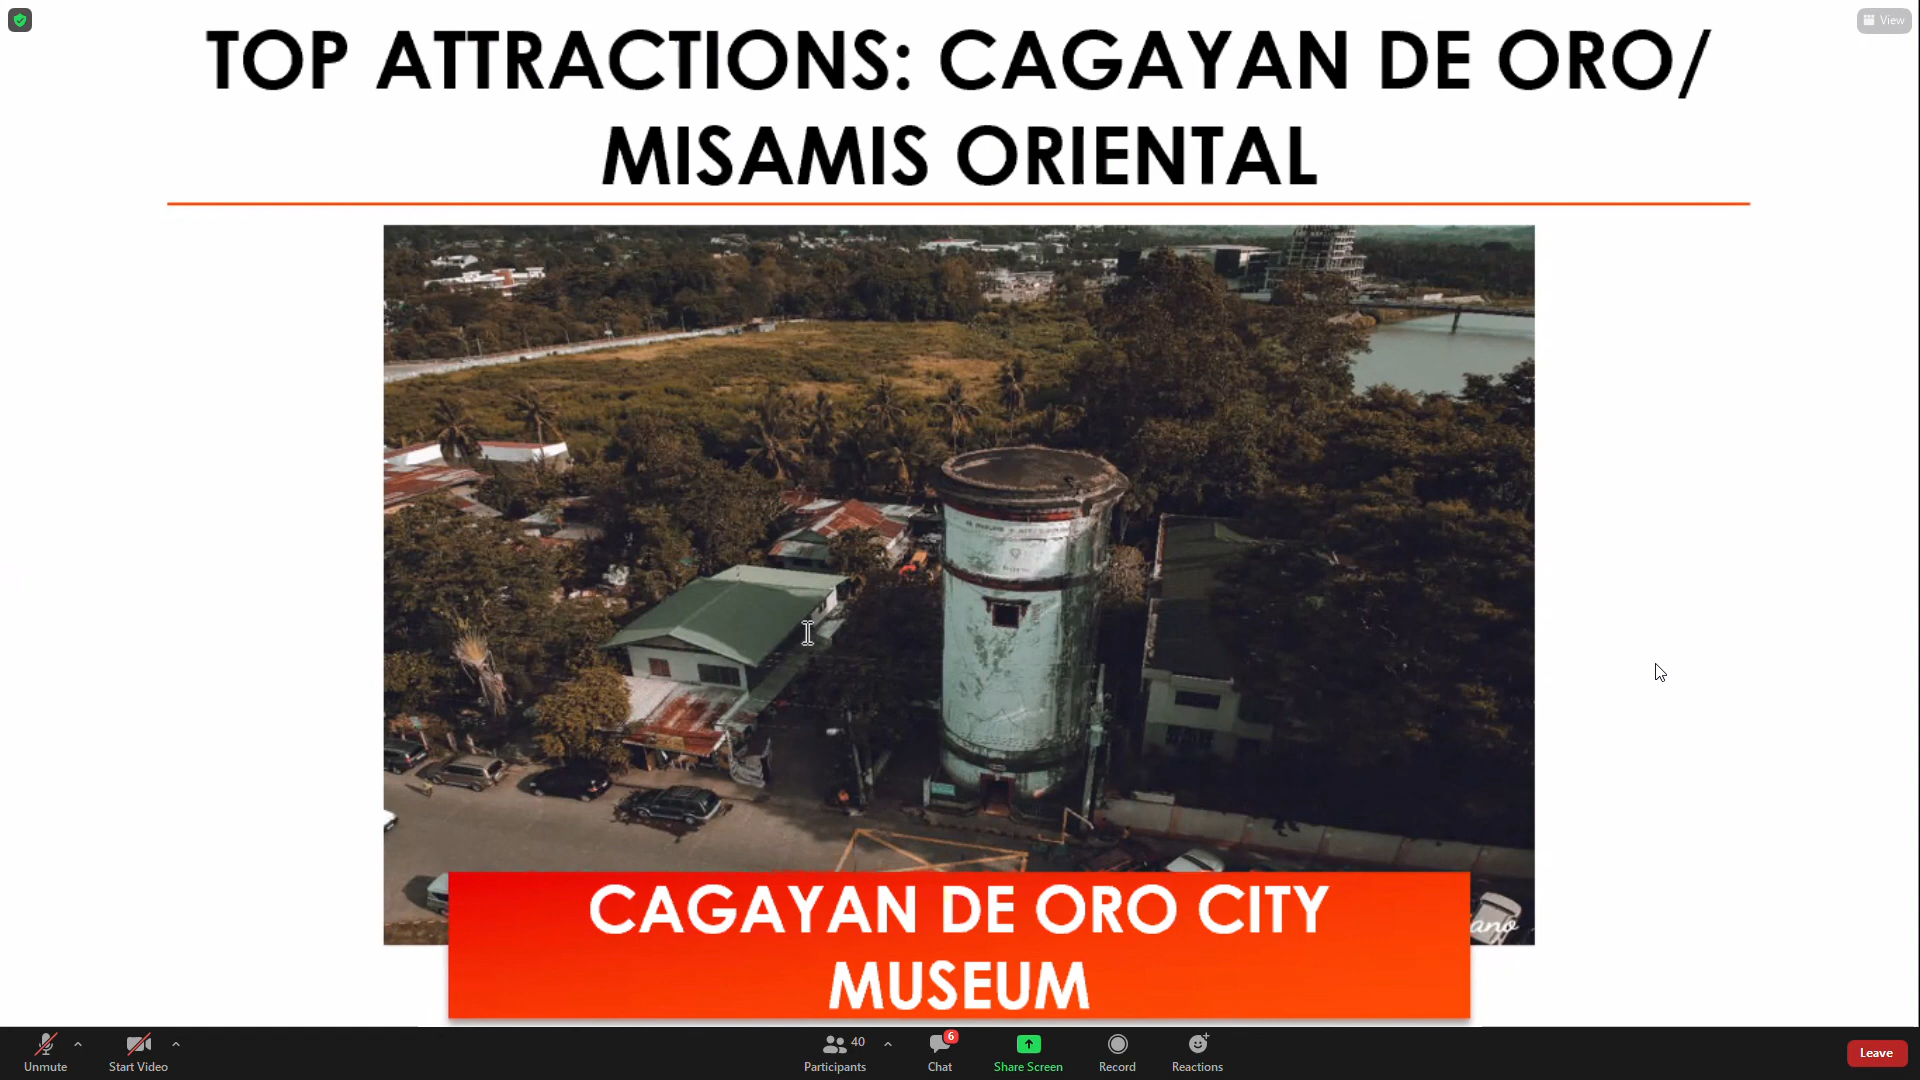 View
TOP ATTRACTIONS: CAGAYAN DE ORO/
MISAMIS ORIENTAL
CAGAYAN DE ORO CITY
MUSEUM
Unmute
Start Video
40
Participants
6
Chat
Share Screen
Record
Reactions
Leave